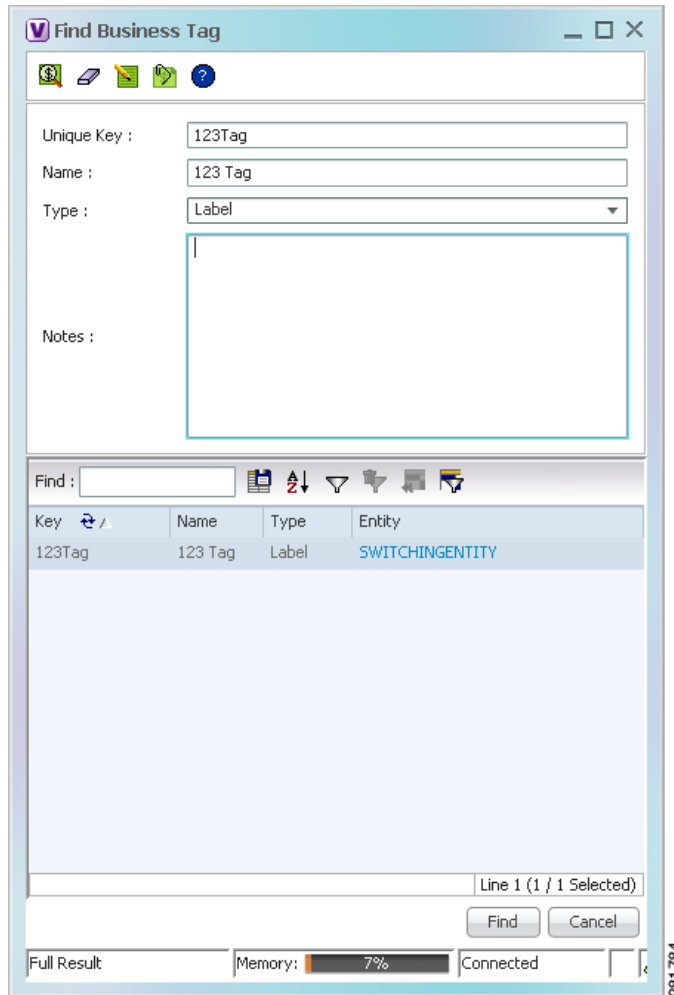 V Find Business Tag
$ ?
Unique Key : 123Tag
Name : 123 Tag
Type : Label
Notes :
Find : A Z
Key Name Type Entity
123Tag 123 Tag Label SWITCHINGENTITY
Line 1 (1 / 1 Selected)
Find Cancel
Full Result Memory: 7% Connected